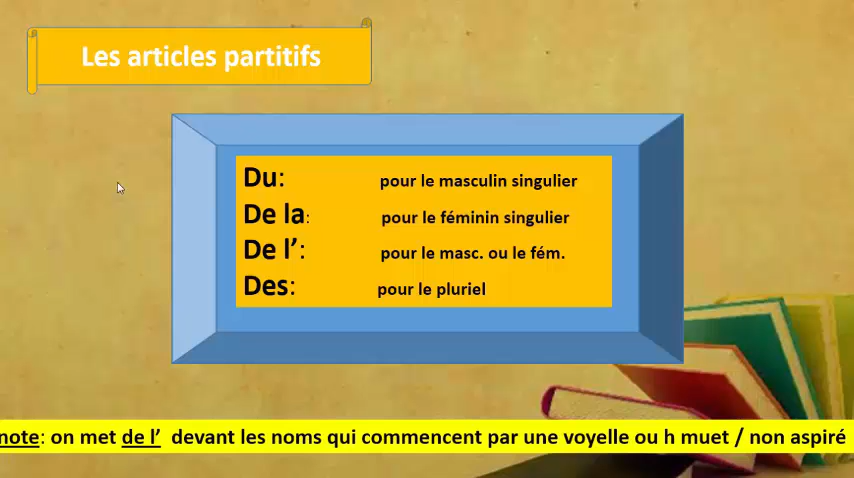 Les articles partitifs
Du: pour le masculin singulier
De la: pour le féminin singulier
De l’: pour le masc. ou le fém.
Des: pour le pluriel
note: on met de l’ devant les noms qui commencent par une voyelle ou h muet / non aspiré